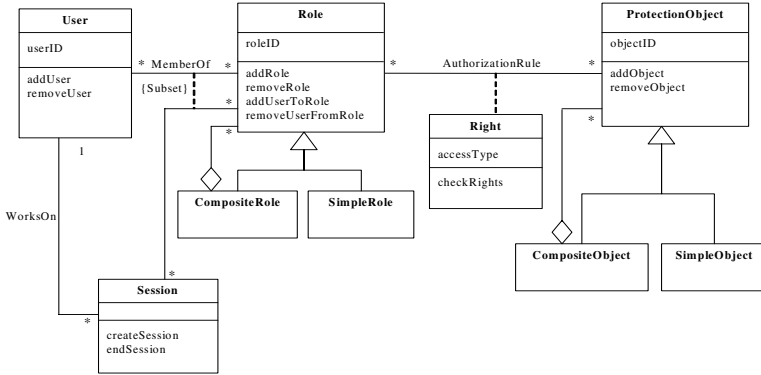 User
userID
addUser
removeUser
Role
roleID
addRole
removeRole
addUserToRole
removeUserFromRole
ProtectionObject
objectID
addObject
removeObject
* MemberOf *
{Subset}
*
*
* AuthorizationRule *
*
Right
accessType
checkRights
1
WorksOn
*
*
CompositeRole
SimpleRole
CompositeObject
SimpleObject
Session
createSession
endSession